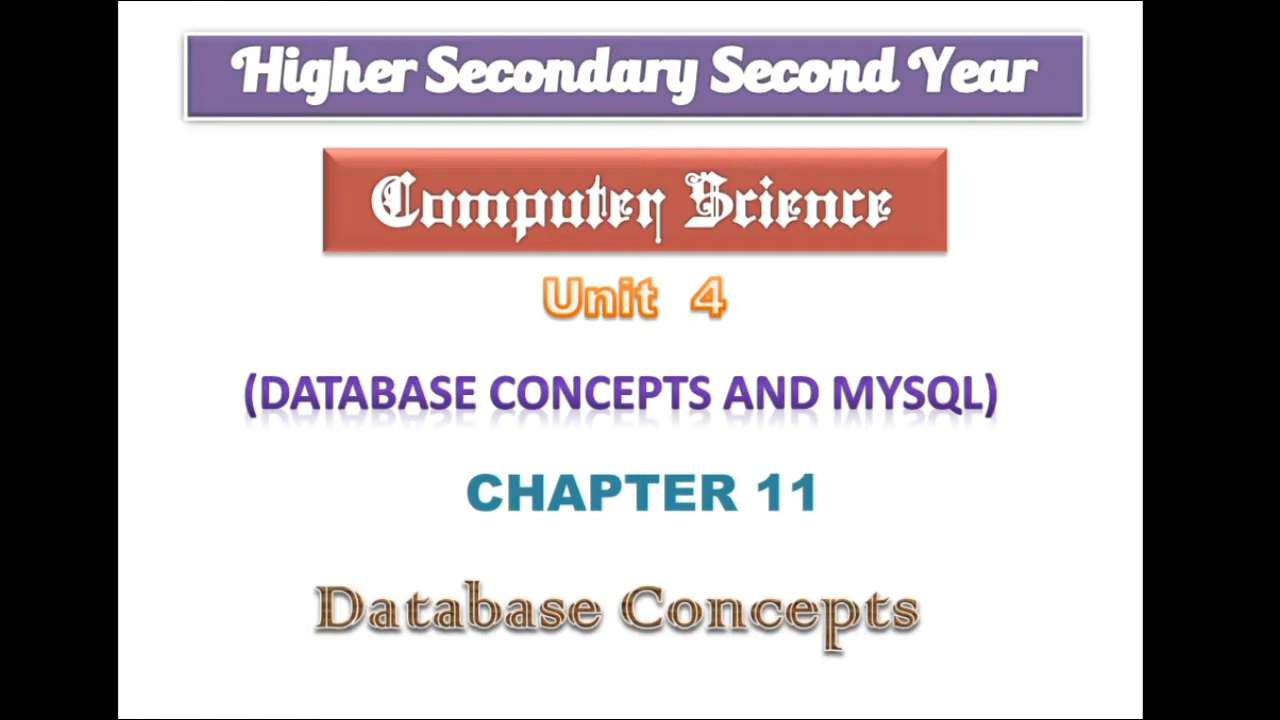 Higher Secondary Second Year
Computer Science
Unit 4
(DATABASE CONCEPTS AND MYSQL)
CHAPTER 11
Database Concepts